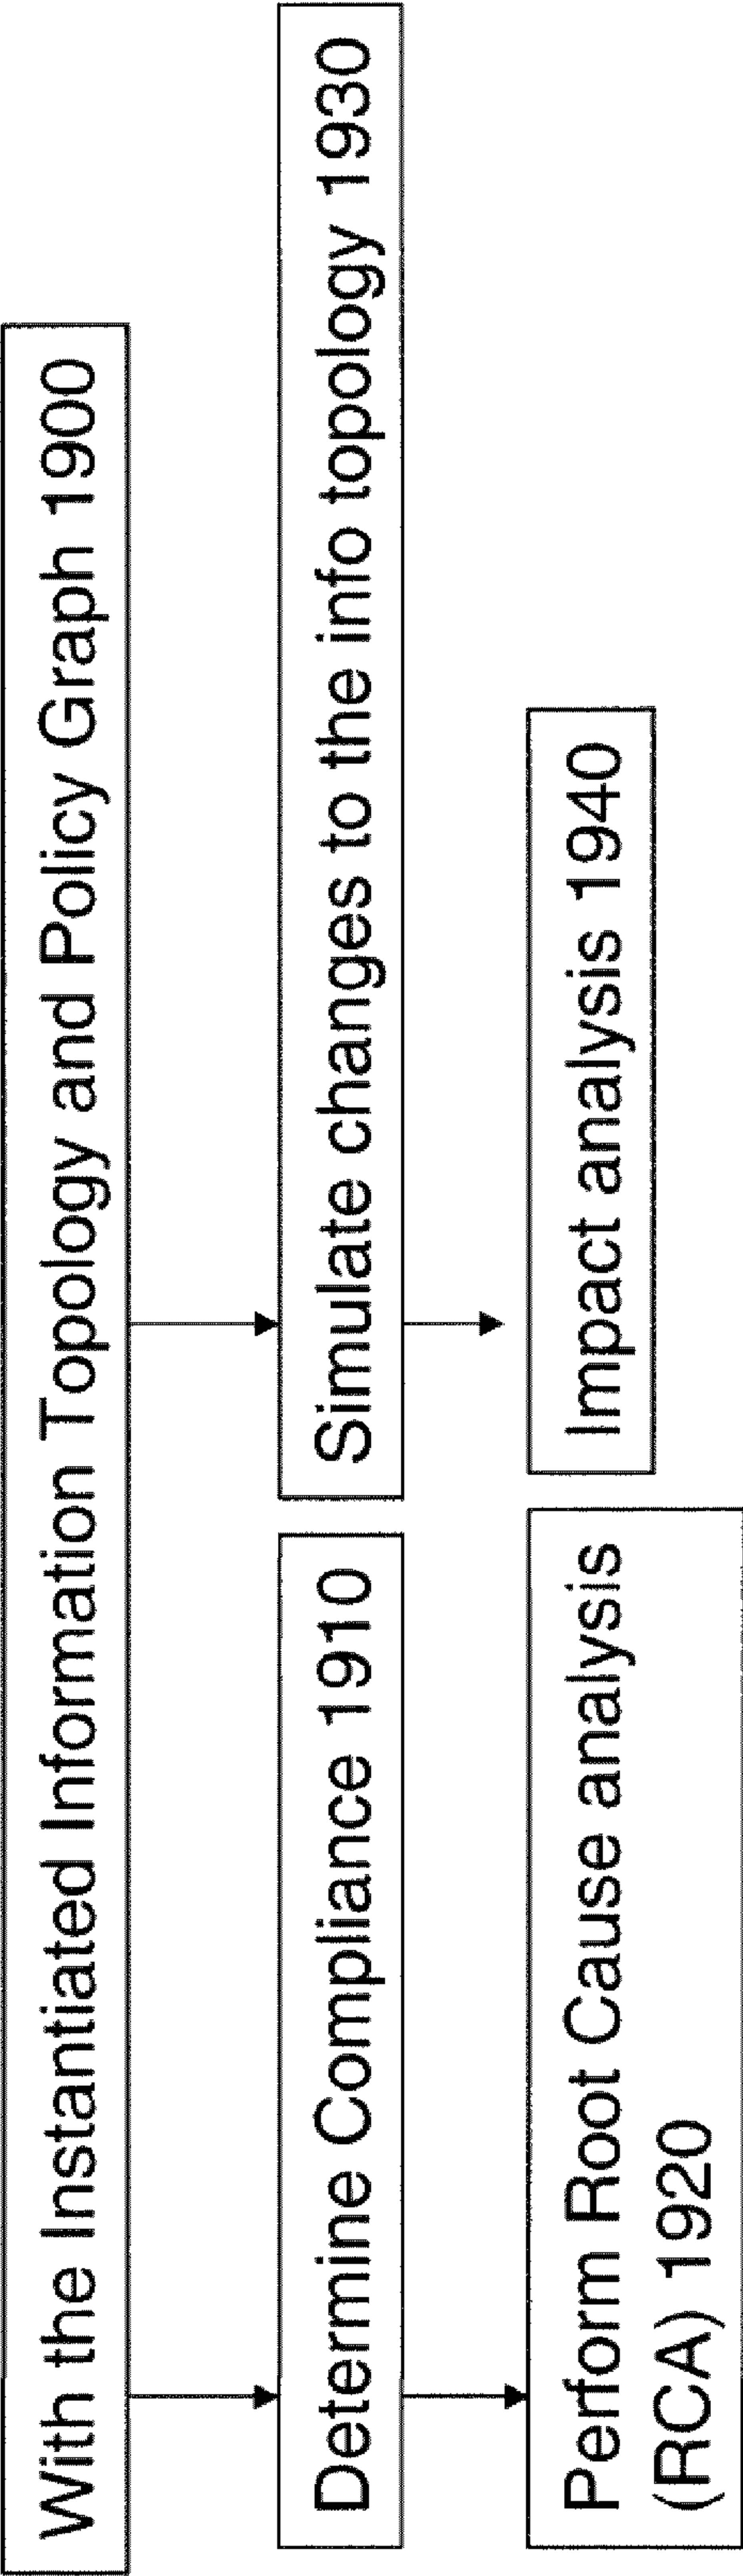 With the Instantiated Information Topology and Policy Graph 1900
Determine Compliance 1910
Simulate changes to the info topology 1930
Perform Root Cause analysis
(RCA) 1920
Impact analysis 1940